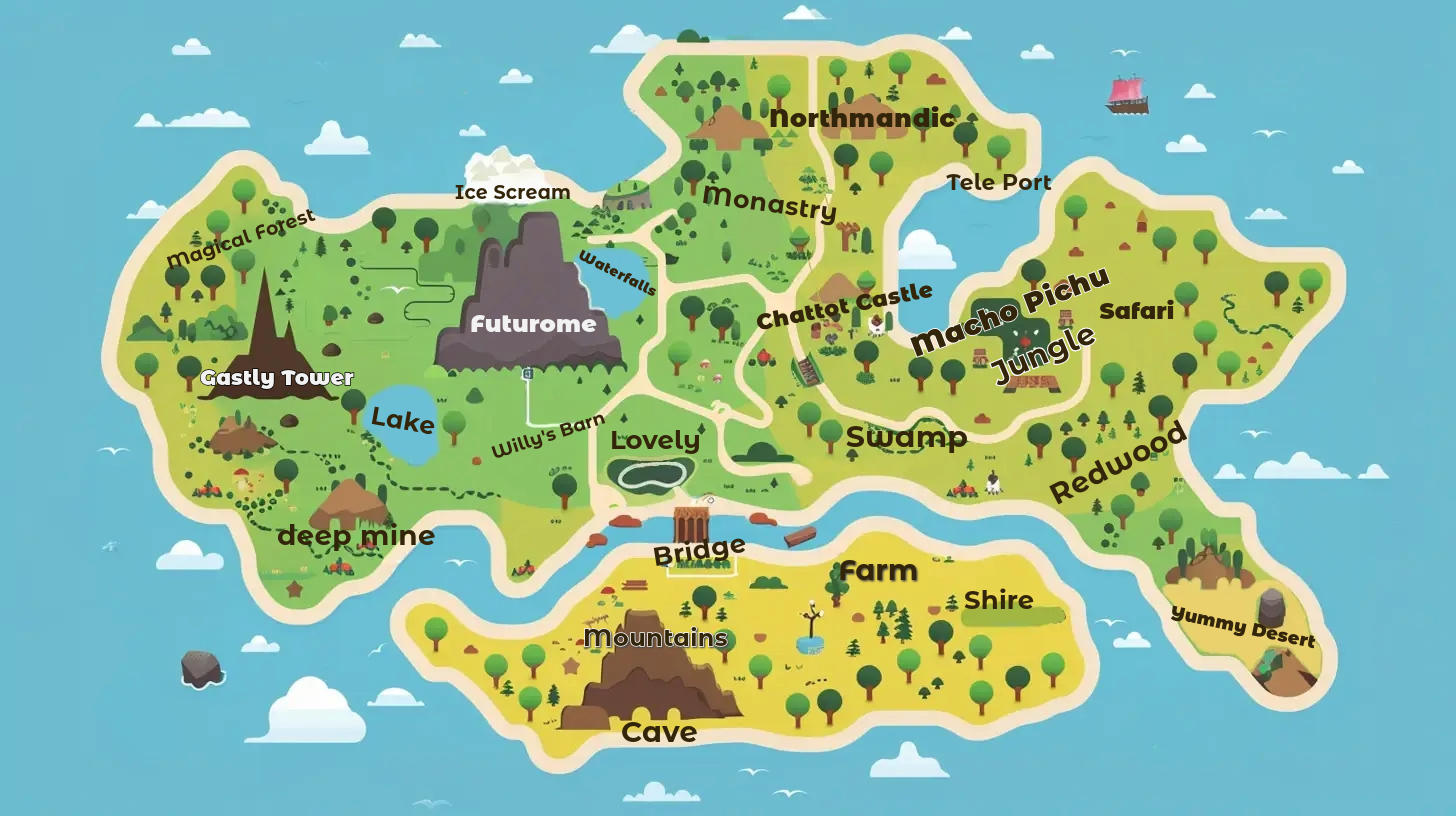 Northmandic
Tele Port
Ice Scream
Monastry
Magical Forest
Waterfalls
Chattot Castle
Macho Pichu
Safari
Futurome
Jungle
Gastly Tower
Lake
Willy's Barn
Lovely
Swamp
Redwood
deep mine
Bridge
Farm
Shire
Yummy Desert
Mountains
Cave